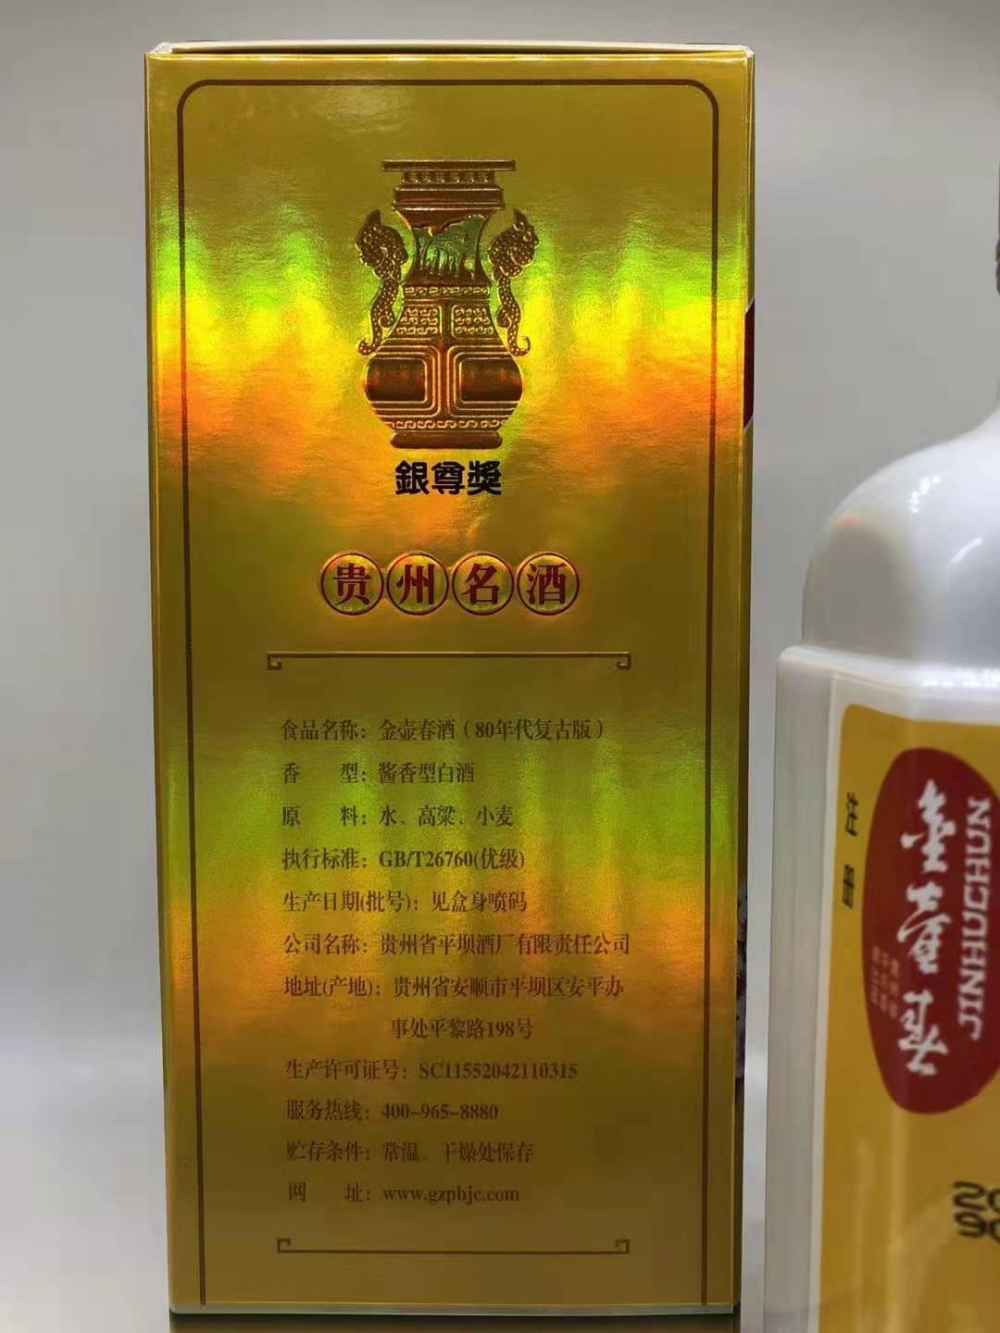 銀尊獎
贵州名酒
食品名称：金壶春酒（80年代复古版）
香 型：酱香型白酒
原 料：水、高粱、小麦
执行标准：GB/T26760(优级)
生产日期(批号)：见盒身喷码
公司名称：贵州省平坝酒厂有限责任公司
地址(产地)：贵州省安顺市平坝区安平办
事处平黎路198号
生产许可证号：SC11552042110315
服务热线：400-965-8880
贮存条件：常温、干燥处保存
网 址：www.gzpbjc.com
注册
金壶春
JINHUCHUN